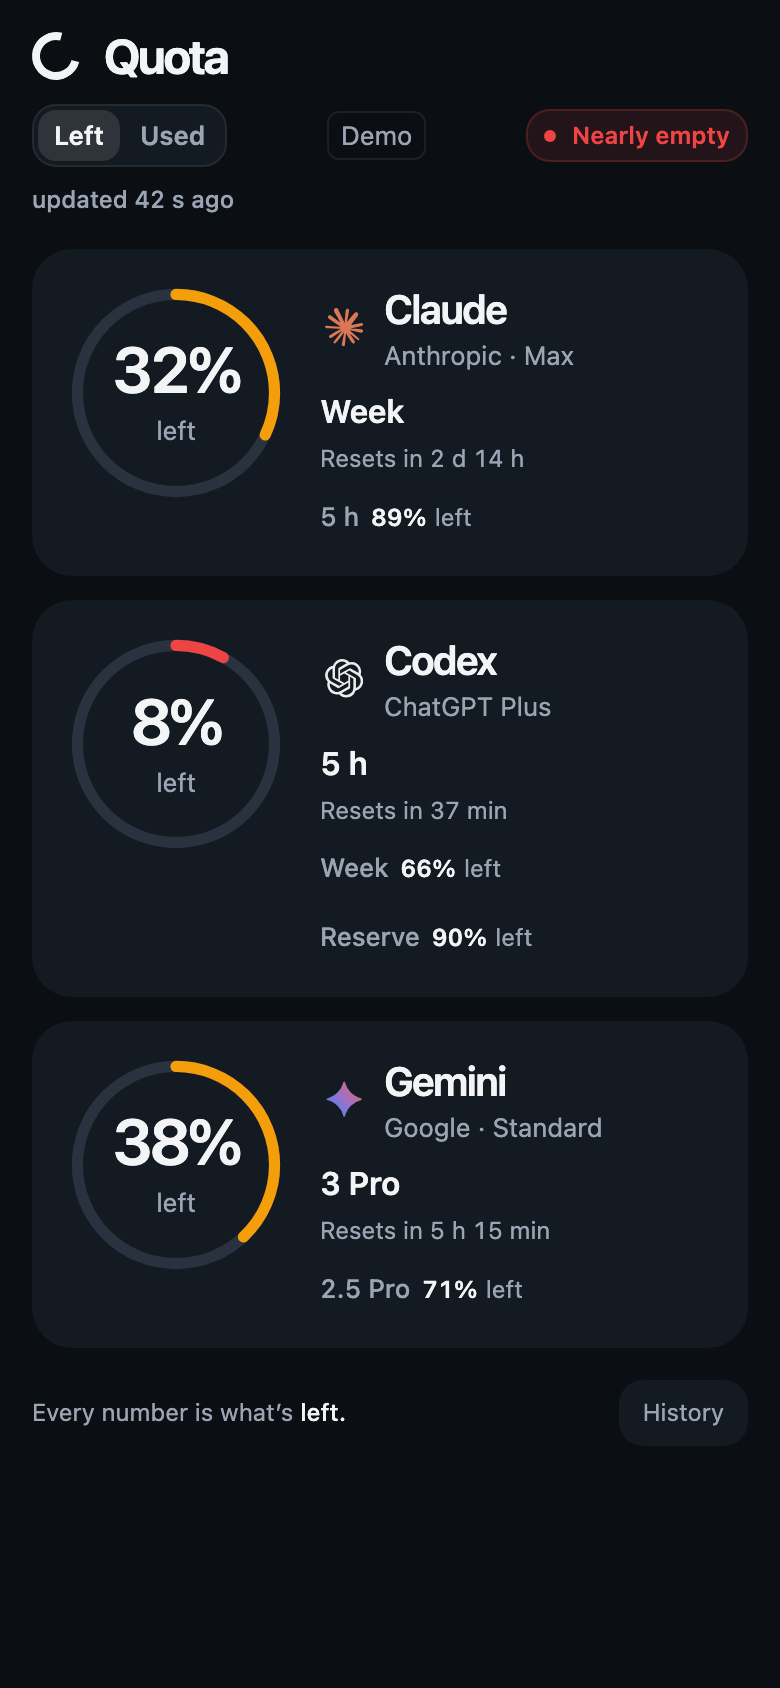 Quota
Left Used Demo Nearly empty
updated 42 s ago
32%
left
Claude
Anthropic · Max
Week
Resets in 2 d 14 h
5 h 89% left
8%
left
Codex
ChatGPT Plus
5 h
Resets in 37 min
Week 66% left
Reserve 90% left
38%
left
Gemini
Google · Standard
3 Pro
Resets in 5 h 15 min
2.5 Pro 71% left
Every number is what’s left.
History